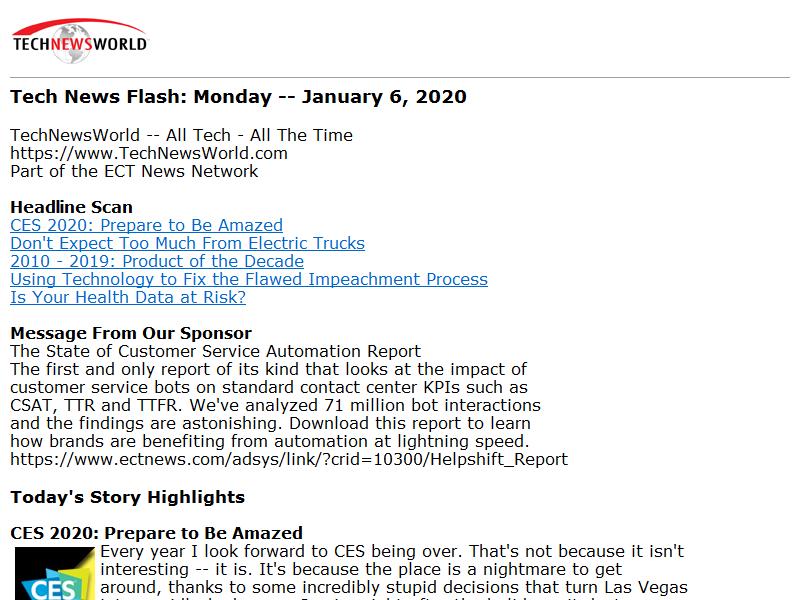 TECHNEWSWORLD
Tech News Flash: Monday -- January 6, 2020
TechNewsWorld -- All Tech - All The Time
https://www.TechNewsWorld.com
Part of the ECT News Network
Headline Scan
CES 2020: Prepare to Be Amazed
Don't Expect Too Much From Electric Trucks
2010 - 2019: Product of the Decade
Using Technology to Fix the Flawed Impeachment Process
Is Your Health Data at Risk?
Message From Our Sponsor
The State of Customer Service Automation Report
The first and only report of its kind that looks at the impact of
customer service bots on standard contact center KPIs such as
CSAT, TTR and TTFR. We've analyzed 71 million bot interactions
and the findings are astonishing. Download this report to learn
how brands are benefiting from automation at lightning speed.
https://www.ectnews.com/adsys/link/?crid=10300/Helpshift_Report
Today's Story Highlights
CES 2020: Prepare to Be Amazed
CES
Every year I look forward to CES being over. That's not because it isn't
interesting -- it is. It's because the place is a nightmare to get
around, thanks to some incredibly stupid decisions that turn Las Vegas